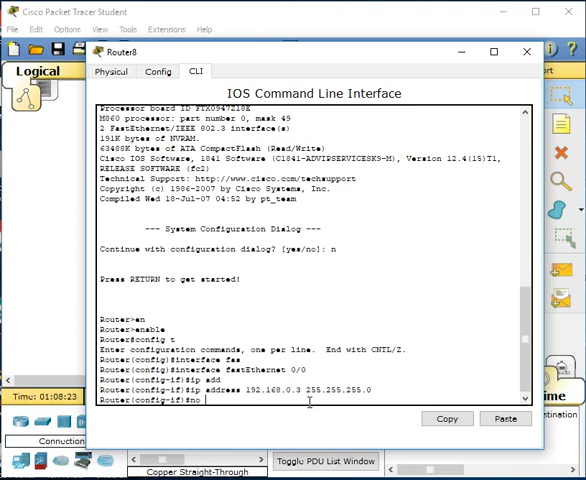 Cisco Packet Tracer Student
File Edit Options View Tools Extensions Help
Logical
Router8
Physical Config CLI
IOS Command Line Interface
Processor board ID FTX0947Z18E
M860 processor: part number 0, mask 49
2 FastEthernet/IEEE 802.3 interface(s)
191K bytes of NVRAM.
63488K bytes of ATA CompactFlash (Read/Write)
Cisco IOS Software, 1841 Software (C1841-ADVIPSERVICESK9-M), Version 12.4(15)T1,
RELEASE SOFTWARE (fc2)
Technical Support: http://www.cisco.com/techsupport
Copyright (c) 1986-2007 by Cisco Systems, Inc.
Compiled Wed 18-Jul-07 04:52 by pt_team
--- System Configuration Dialog ---
Continue with configuration dialog? [yes/no]: n
Press RETURN to get started!
Router>en
Router>enable
Router#config t
Enter configuration commands, one per line. End with CNTL/Z.
Router(config)#interface fas
Router(config)#interface fastEthernet 0/0
Router(config-if)#ip add
Router(config-if)#ip address 192.168.0.3 255.255.255.0
Router(config-if)#no
Copy Paste
Time: 01:08:23
Connection
Copper Straight-Through
Toggle PDU List Window
ort
estination